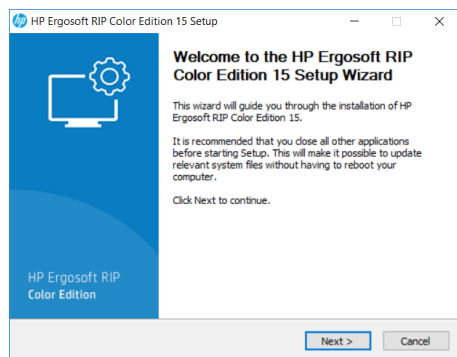 hp HP Ergosoft RIP Color Edition 15 Setup
Welcome to the HP Ergosoft RIP
Color Edition 15 Setup Wizard
This wizard will guide you through the installation of HP
Ergosoft RIP Color Edition 15.
It is recommended that you close all other applications
before starting Setup. This will make it possible to update
relevant system files without having to reboot your
computer.
Click Next to continue.
HP Ergosoft RIP
Color Edition
Next >
Cancel